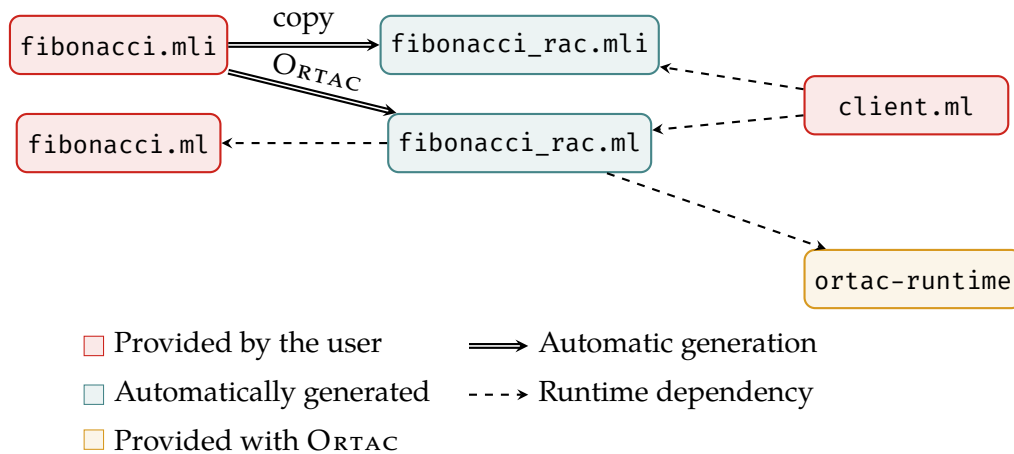 copy
fibonacci.mli
fibonacci_rac.mli
ORTAC
client.ml
fibonacci.ml
fibonacci_rac.ml
ortac-runtime
Provided by the user
Automatic generation
Automatically generated
Runtime dependency
Provided with ORTAC